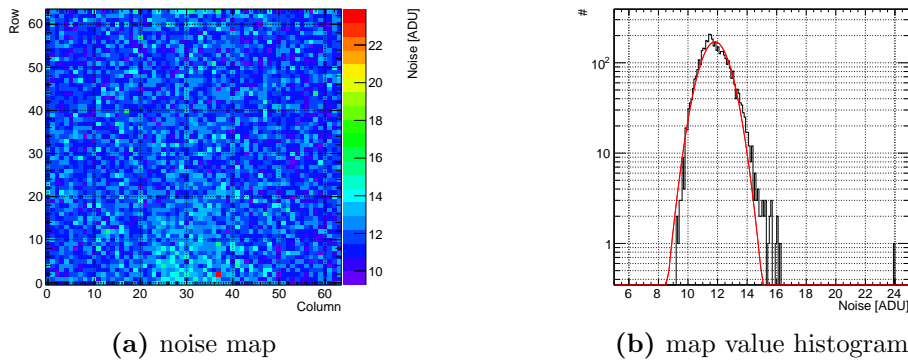 Row
60
50
40
30
20
10
0
0 10 20 30 40 50 60
Column
22
20
18
16
14
12
10
Noise [ADU]
(a) noise map
#
10²
10
1
6 8 10 12 14 16 18 20 22 24
Noise [ADU]
(b) map value histogram